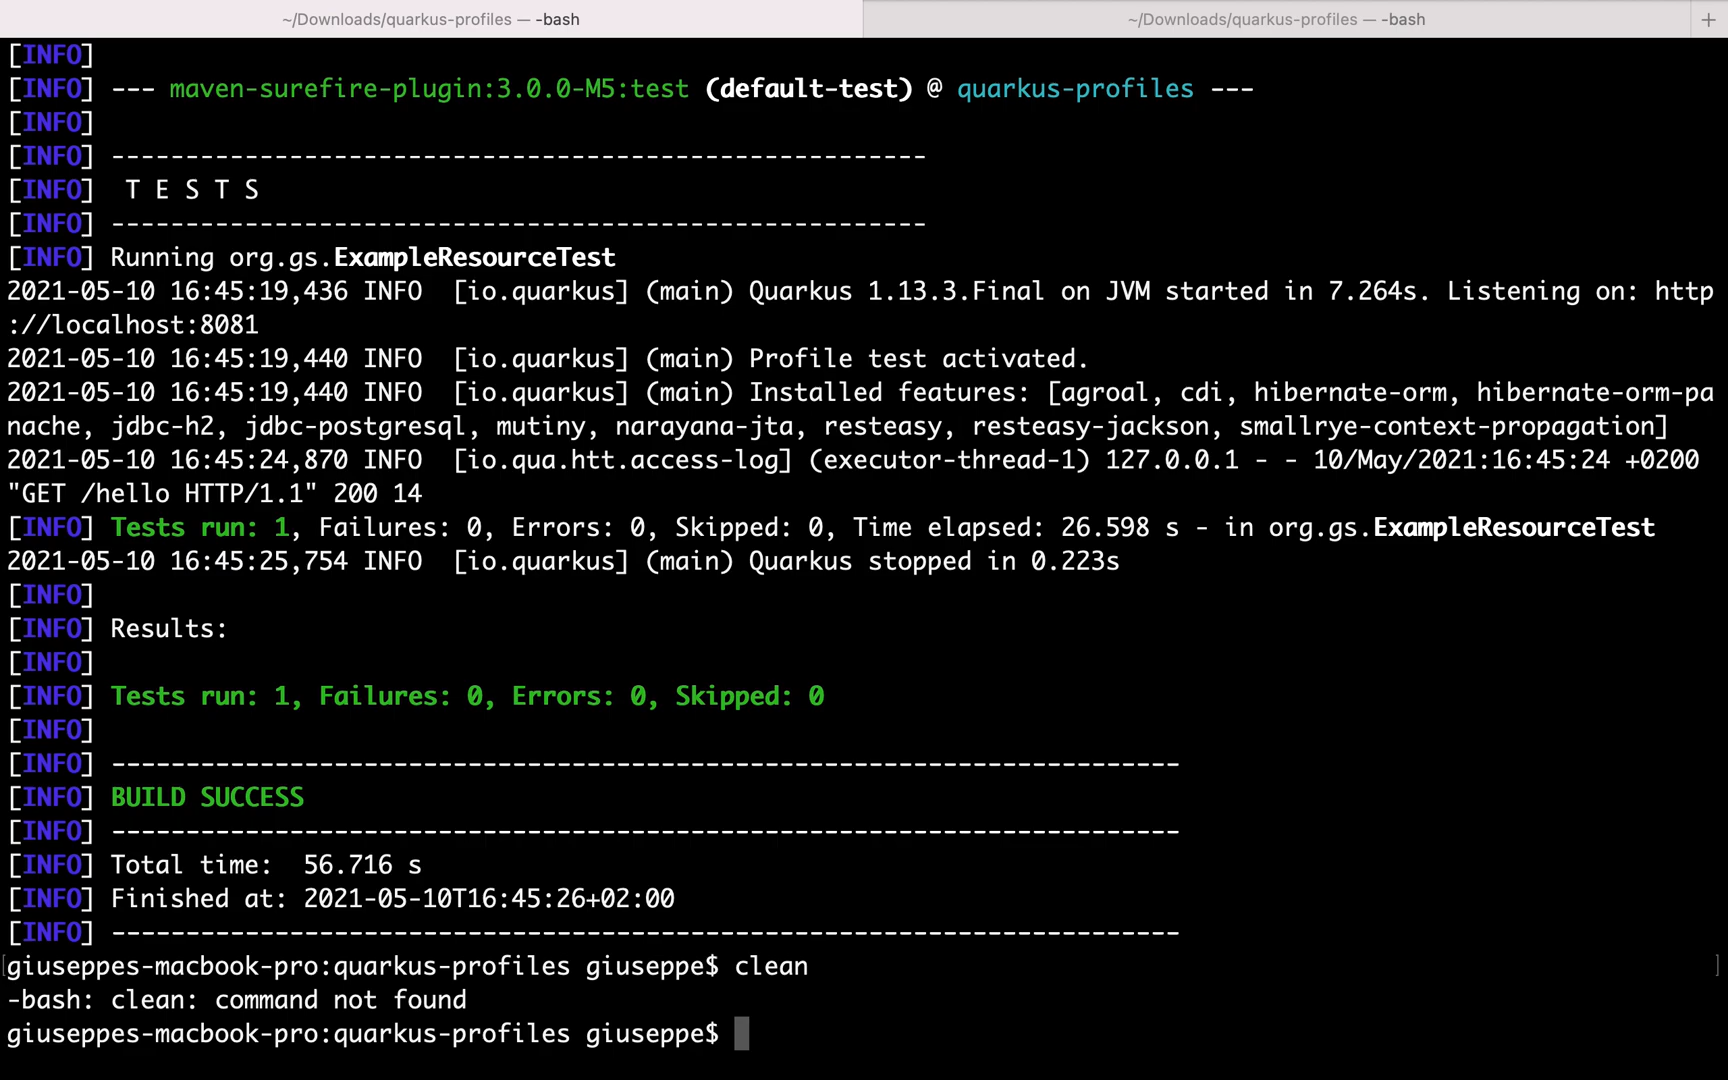 ~/Downloads/quarkus-profiles — -bash
~/Downloads/quarkus-profiles — -bash
+
[INFO]
[INFO] --- maven-surefire-plugin:3.0.0-M5:test (default-test) @ quarkus-profiles ---
[INFO]
[INFO] -------------------------------------------------------
[INFO]  T E S T S
[INFO] -------------------------------------------------------
[INFO] Running org.gs.ExampleResourceTest
2021-05-10 16:45:19,436 INFO  [io.quarkus] (main) Quarkus 1.13.3.Final on JVM started in 7.264s. Listening on: http
://localhost:8081
2021-05-10 16:45:19,440 INFO  [io.quarkus] (main) Profile test activated.
2021-05-10 16:45:19,440 INFO  [io.quarkus] (main) Installed features: [agroal, cdi, hibernate-orm, hibernate-orm-pa
nache, jdbc-h2, jdbc-postgresql, mutiny, narayana-jta, resteasy, resteasy-jackson, smallrye-context-propagation]
2021-05-10 16:45:24,870 INFO  [io.qua.htt.access-log] (executor-thread-1) 127.0.0.1 - - 10/May/2021:16:45:24 +0200
"GET /hello HTTP/1.1" 200 14
[INFO] Tests run: 1, Failures: 0, Errors: 0, Skipped: 0, Time elapsed: 26.598 s - in org.gs.ExampleResourceTest
2021-05-10 16:45:25,754 INFO  [io.quarkus] (main) Quarkus stopped in 0.223s
[INFO]
[INFO] Results:
[INFO]
[INFO] Tests run: 1, Failures: 0, Errors: 0, Skipped: 0
[INFO]
[INFO] ------------------------------------------------------------------------
[INFO] BUILD SUCCESS
[INFO] ------------------------------------------------------------------------
[INFO] Total time:  56.716 s
[INFO] Finished at: 2021-05-10T16:45:26+02:00
[INFO] ------------------------------------------------------------------------
[giuseppes-macbook-pro:quarkus-profiles giuseppe$ clean ]
-bash: clean: command not found
giuseppes-macbook-pro:quarkus-profiles giuseppe$